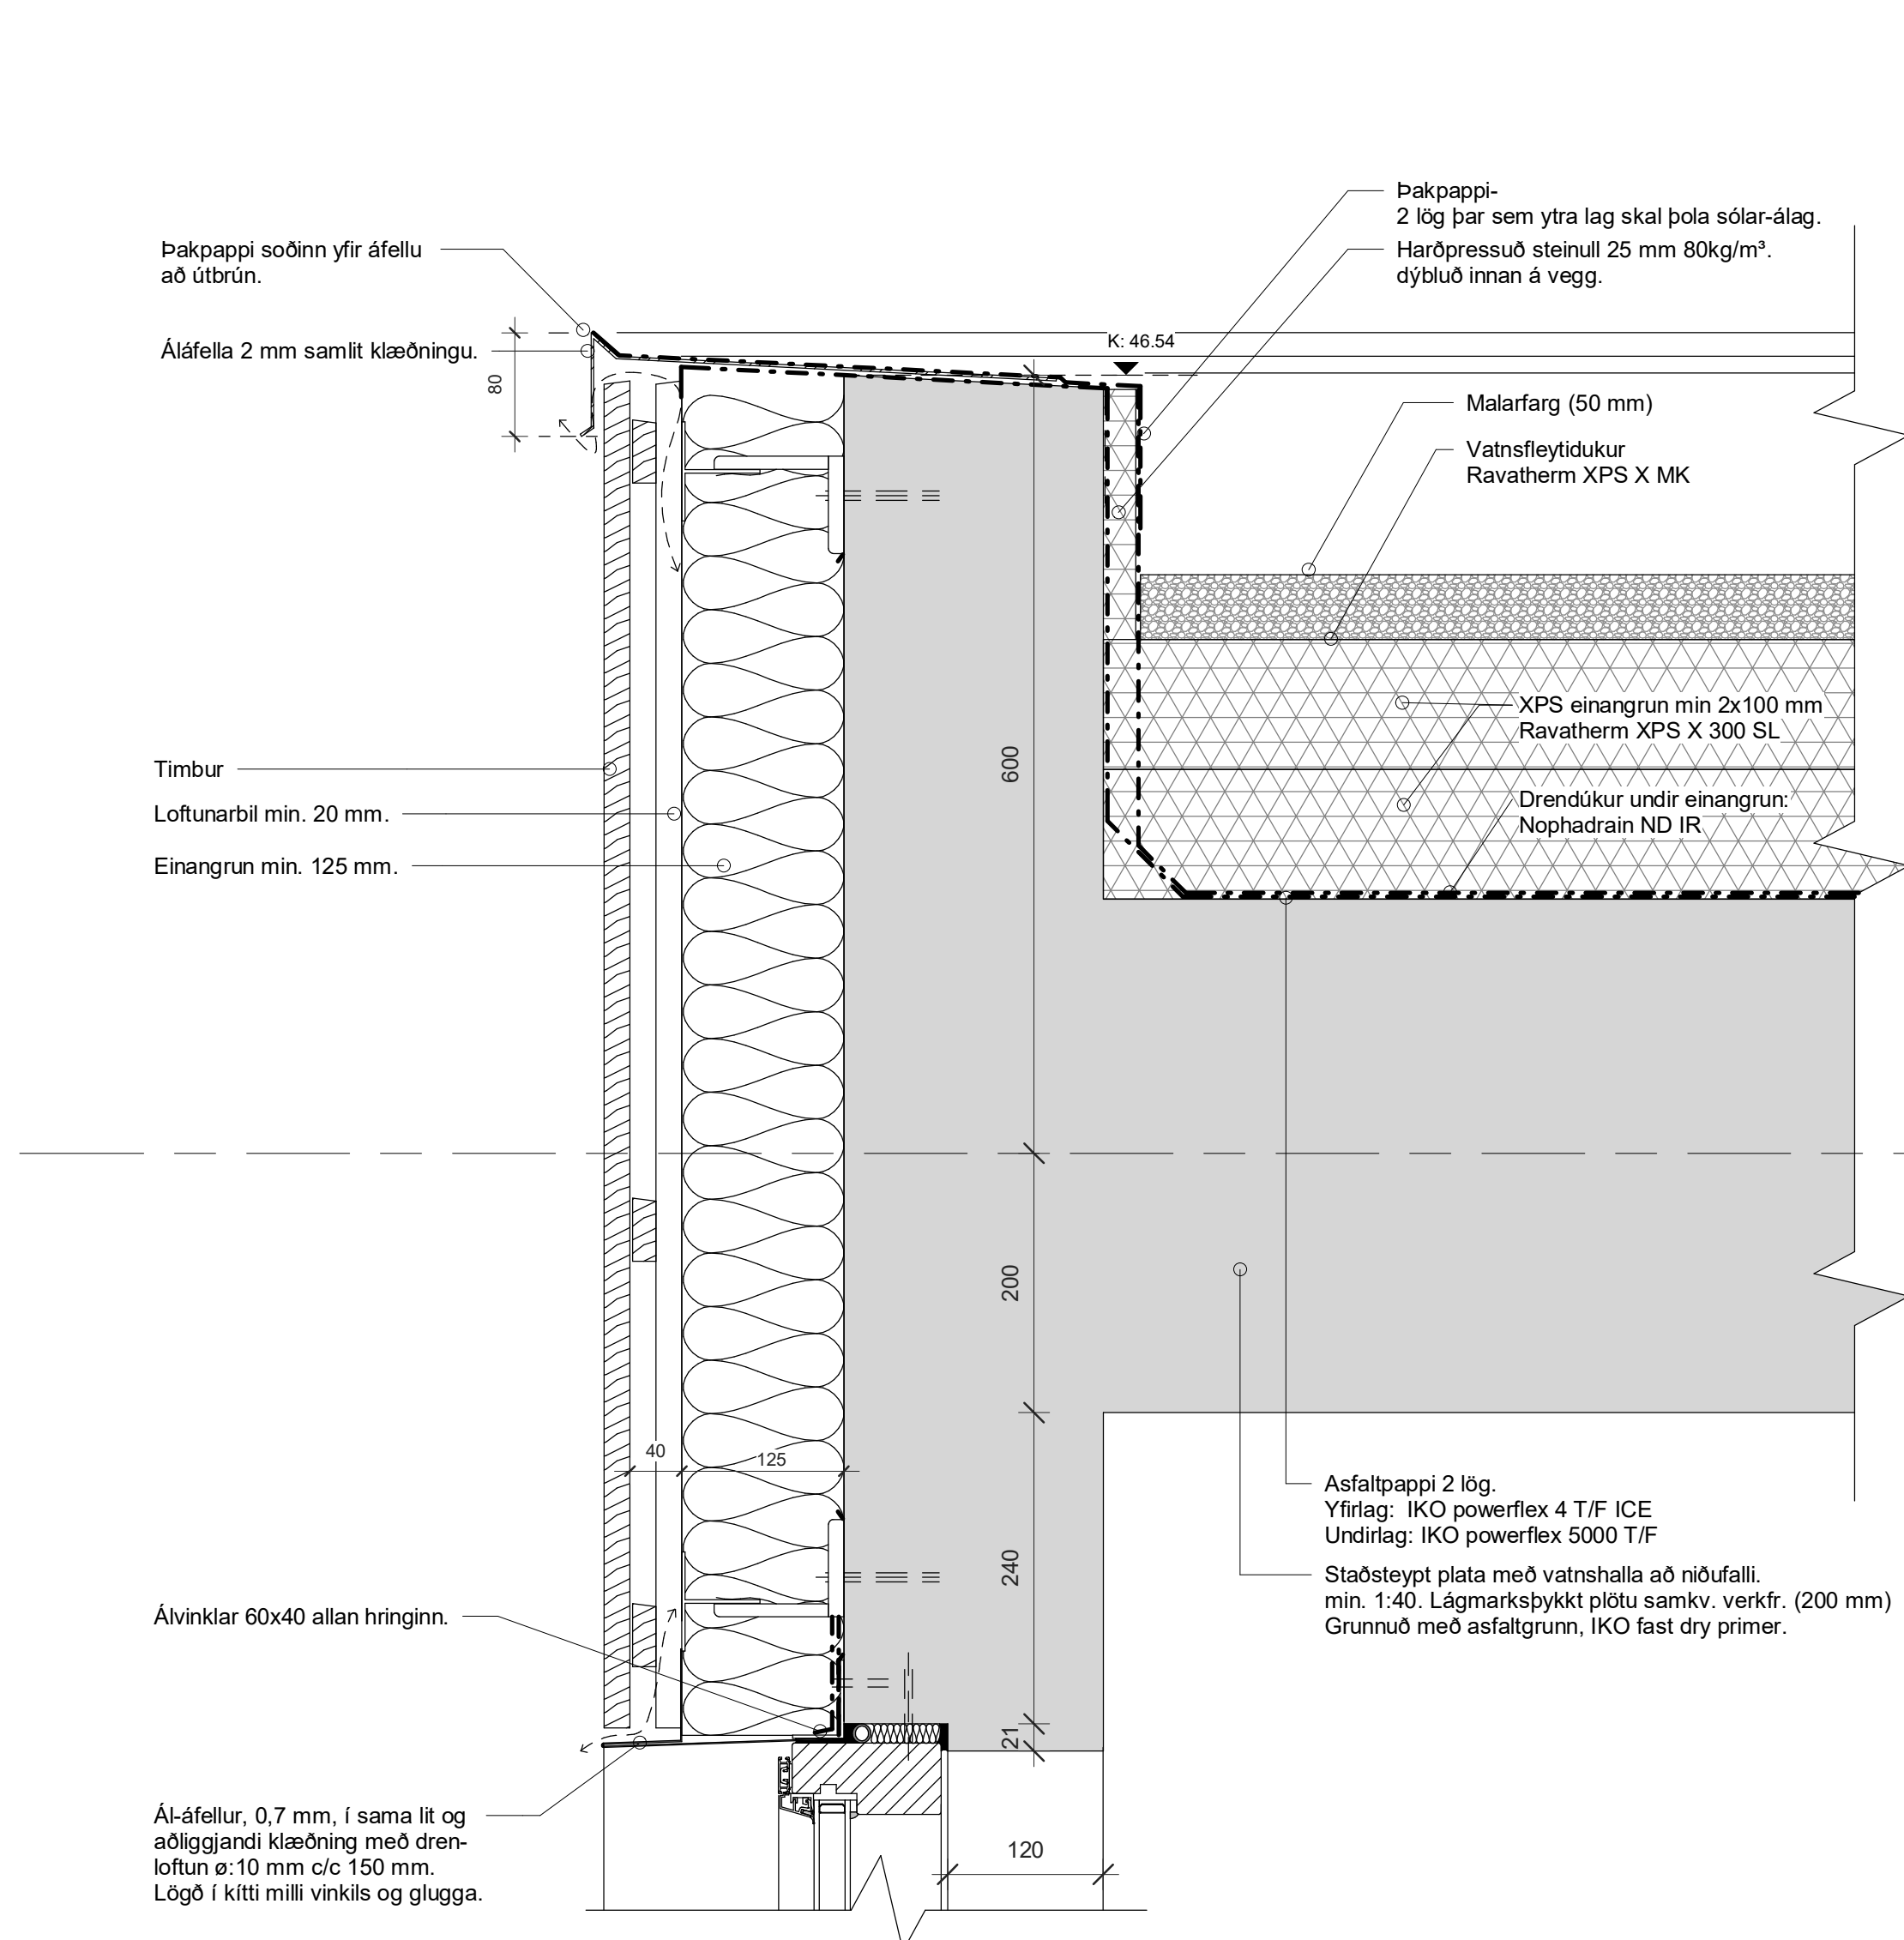 Þakpappi-
2 lög þar sem ytra lag skal þola sólar-álag.
Harðpressuð steinull 25 mm 80kg/m³.
dýbluð innan á vegg.
Þakpappi soðinn yfir áfellu
að útbrún.
Áláfella 2 mm samlit klæðningu.
80
K: 46.54
Malarfarg (50 mm)
Vatnsfleytidukur
Ravatherm XPS X MK
XPS einangrun min 2x100 mm
Ravatherm XPS X 300 SL
Drendúkur undir einangrun:
Nophadrain ND IR
600
Timbur
Loftunarbil min. 20 mm.
Einangrun min. 125 mm.
200
40
125
Asfaltpappi 2 lög.
Yfirlag: IKO powerflex 4 T/F ICE
Undirlag: IKO powerflex 5000 T/F
240
Staðsteypt plata með vatnshalla að niðufalli.
min. 1:40. Lágmarksþykkt plötu samkv. verkfr. (200 mm)
Grunnuð með asfaltgrunn, IKO fast dry primer.
Álvinklar 60x40 allan hringinn.
21
Ál-áfellur, 0,7 mm, í sama lit og
aðliggjandi klæðning með dren-
loftun ø:10 mm c/c 150 mm.
Lögð í kítti milli vinkils og glugga.
120